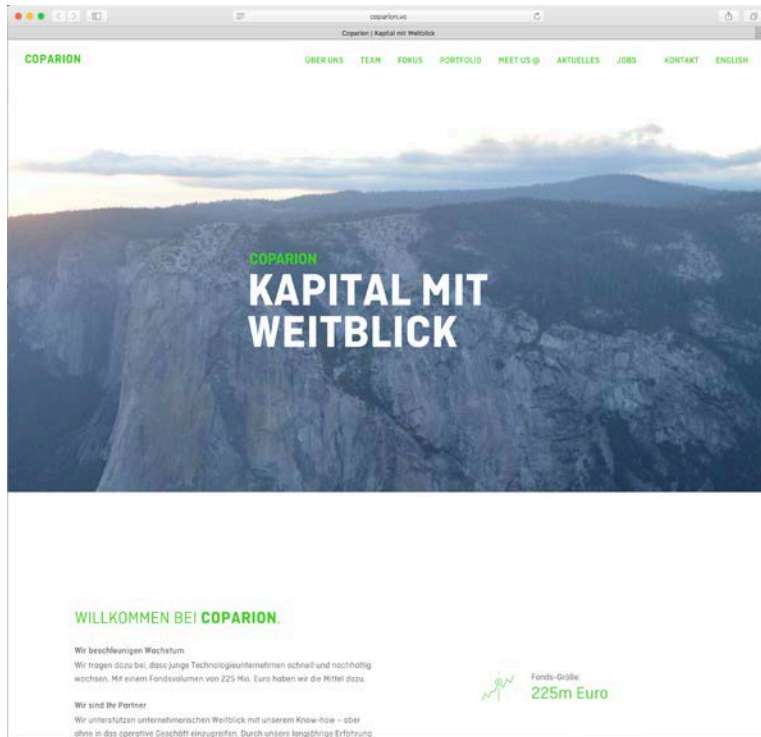 coparion.vc
Coparion | Kapital mit Weitblick
COPARION
ÜBER UNS TEAM FOKUS PORTFOLIO MEET US @ AKTUELLES JOBS KONTAKT ENGLISH
COPARION
KAPITAL MIT
WEITBLICK
WILLKOMMEN BEI COPARION.
Wir beschleunigen Wachstum.
Wir tragen dazu bei, dass junge Technologieunternehmen schnell und nachhaltig
wachsen. Mit einem Fondsvolumen von 225 Mio. Euro haben wir die Mittel dazu.
Fonds-Größe:
225m Euro
Wir sind Ihr Partner.
Wir unterstützen unternehmerischen Weitblick mit unserem Know-how – aber
ohne in das operative Geschäft einzugreifen. Durch unsere langjährige Erfahrung